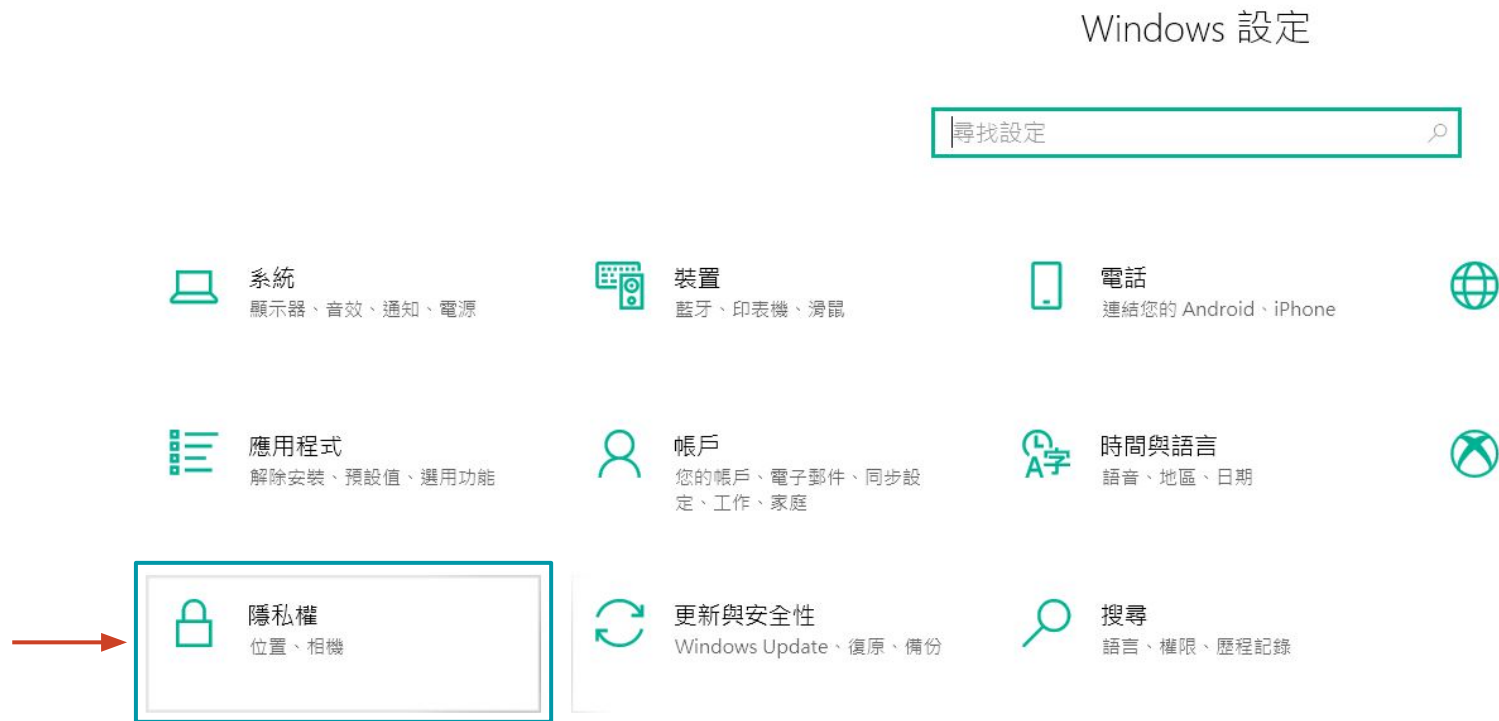 Windows 設定
尋找設定
系統
顯示器、音效、通知、電源
裝置
藍牙、印表機、滑鼠
電話
連結您的 Android、iPhone
應用程式
解除安裝、預設值、選用功能
帳戶
您的帳戶、電子郵件、同步設
定、工作、家庭
時間與語言
語音、地區、日期
隱私權
位置、相機
更新與安全性
Windows Update、復原、備份
搜尋
語言、權限、歷程記錄